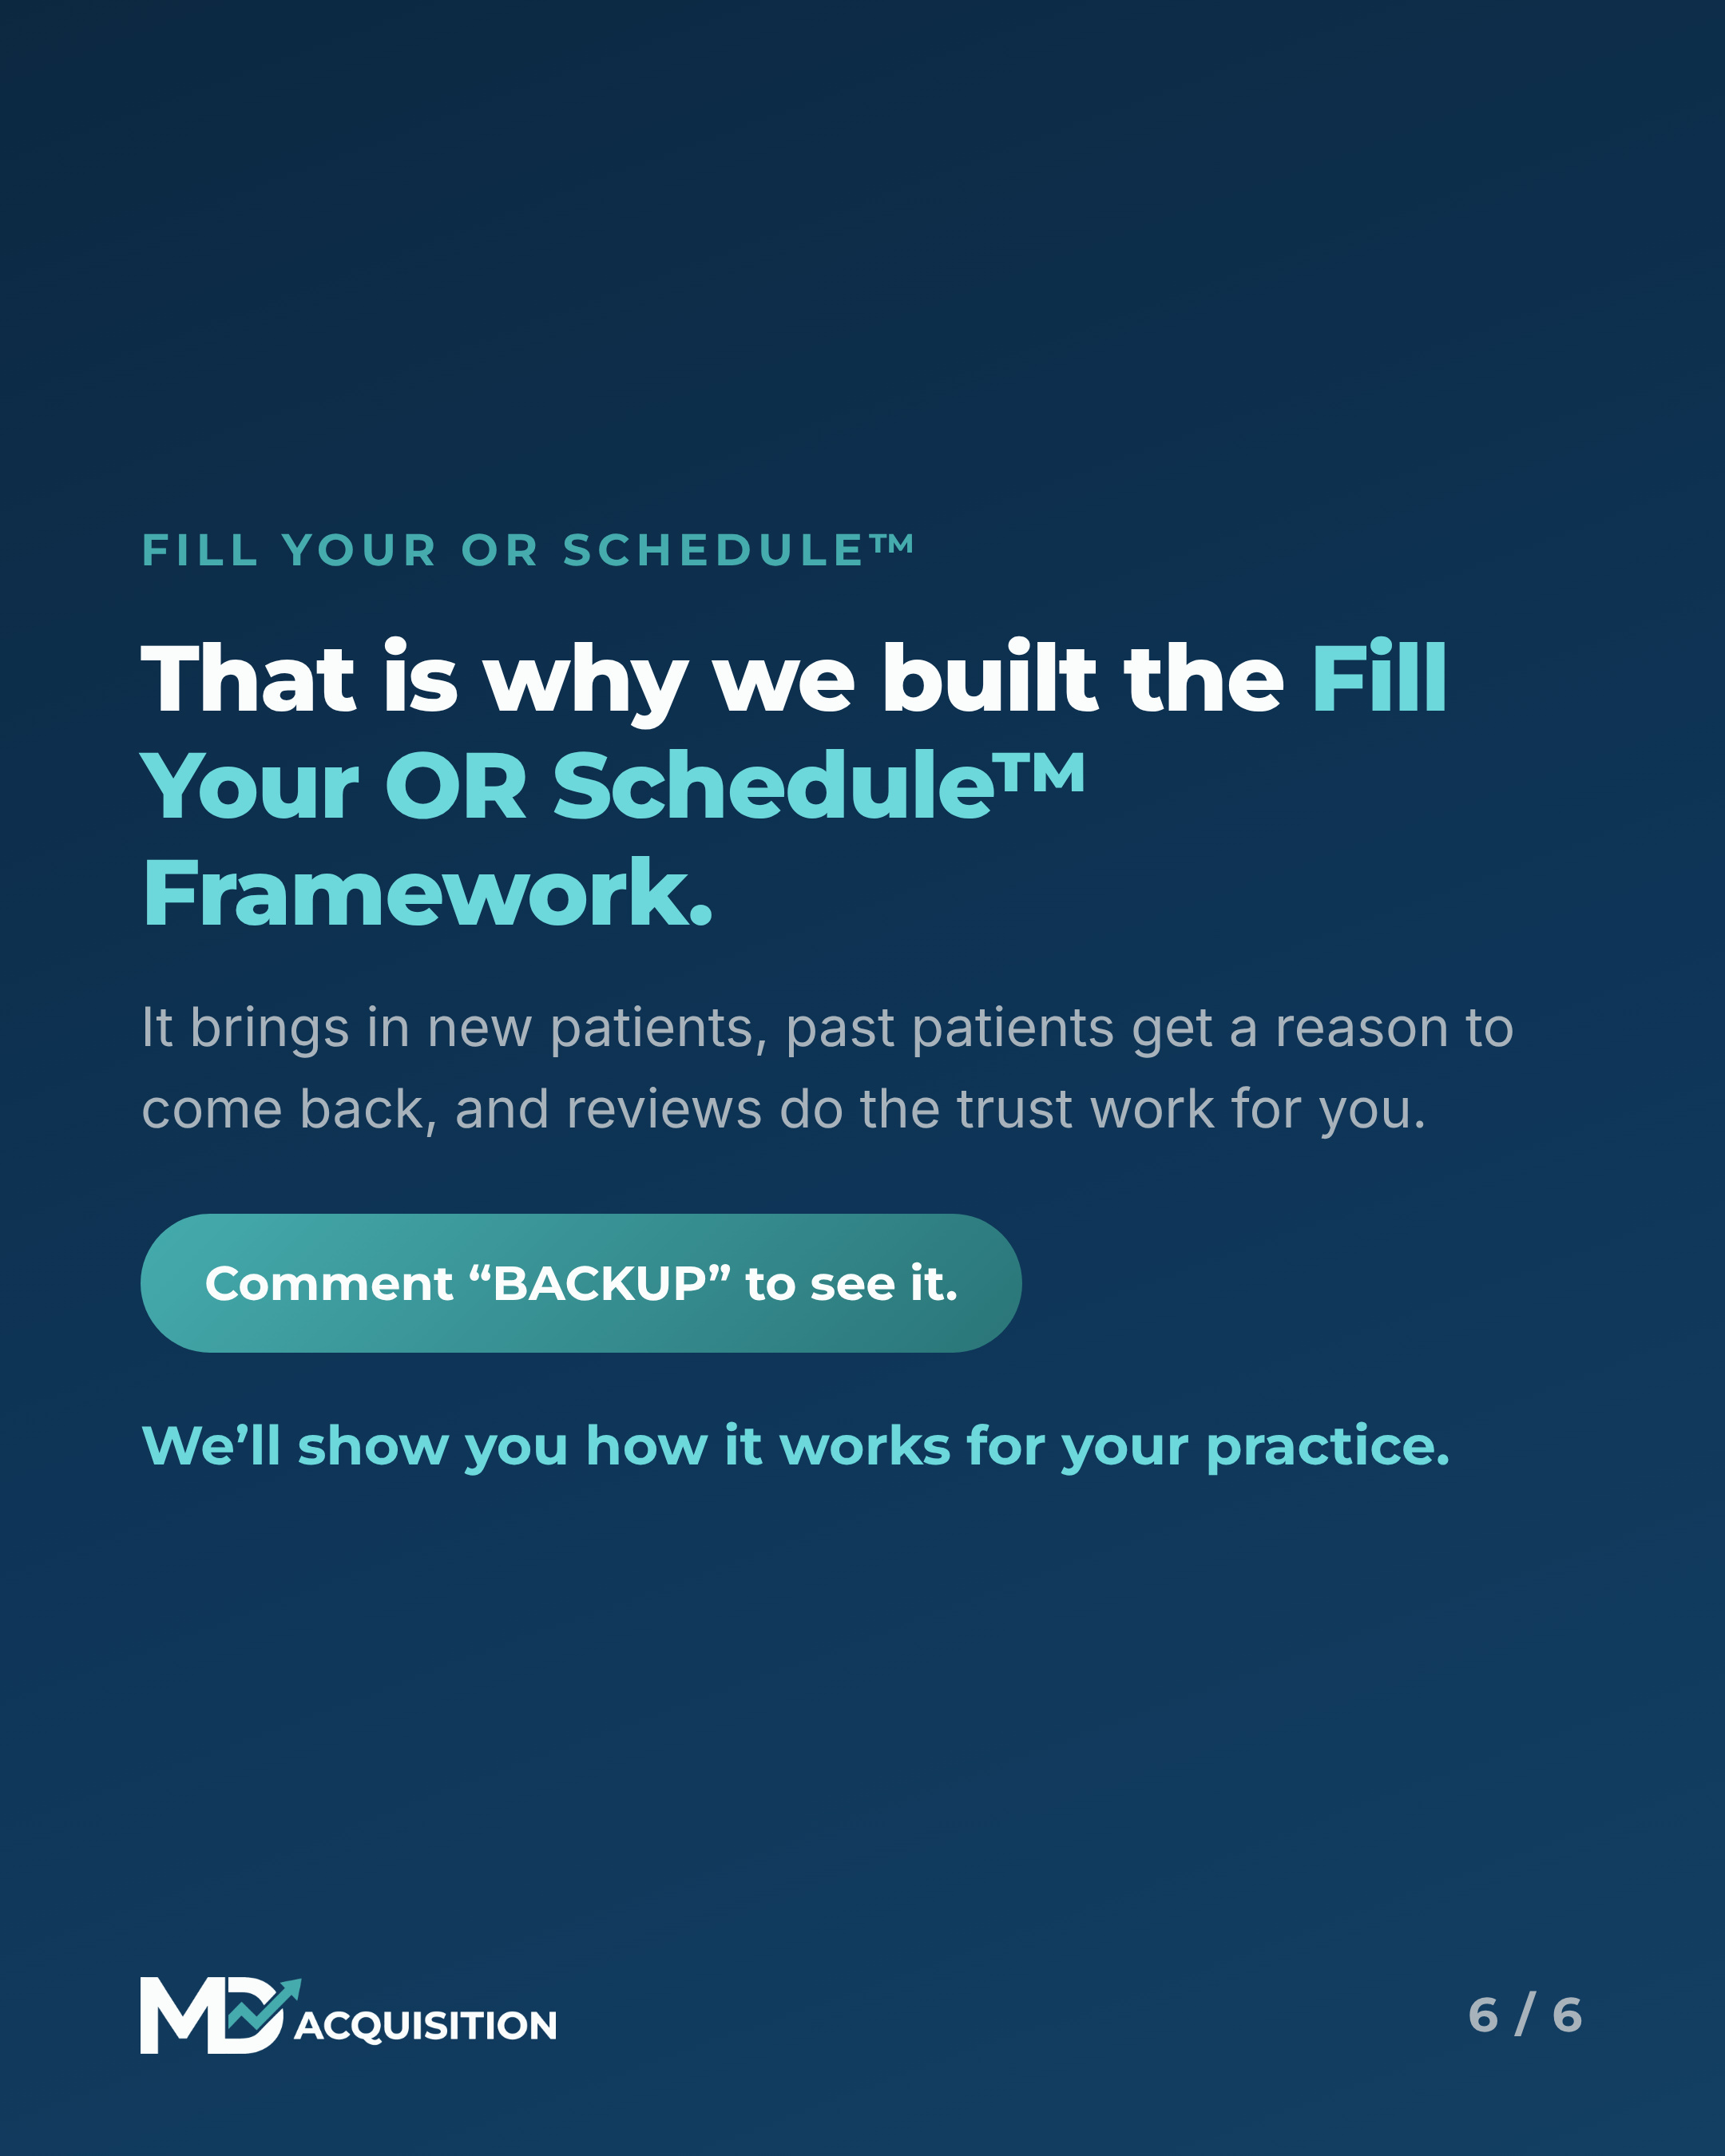 FILL YOUR OR SCHEDULE™
That is why we built the Fill
Your OR Schedule™
Framework.
It brings in new patients, past patients get a reason to
come back, and reviews do the trust work for you.
Comment “BACKUP” to see it.
We’ll show you how it works for your practice.
MD ACQUISITION
6 / 6